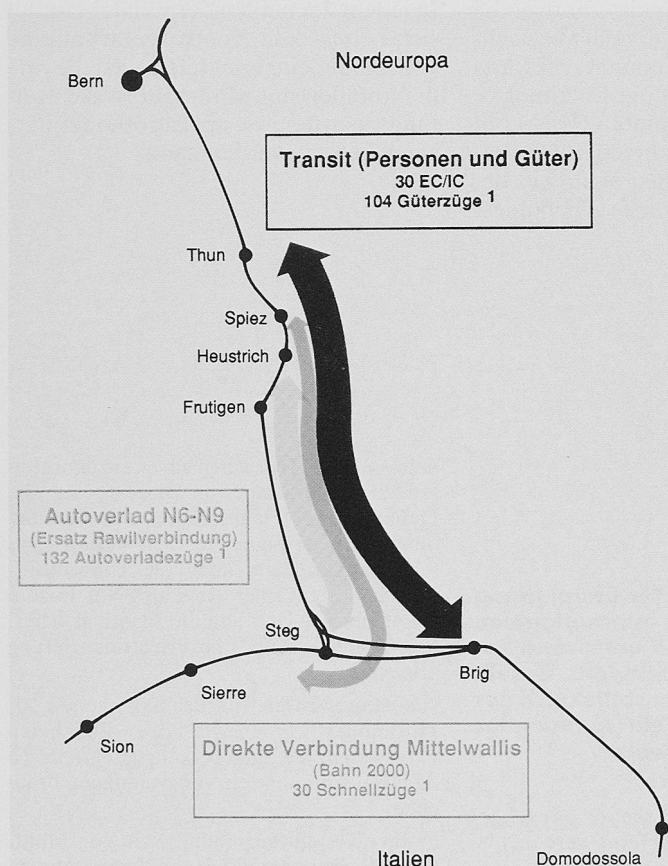 Nordeuropa
Bern
Transit (Personen und Güter)
30 EC/IC
104 Güterzüge 1
Thun
Spiez
Heustrich
Frutigen
Autoverlad N6-N9
(Ersatz Rawilverbindung)
132 Autoverladezüge 1
Steg
Brig
Sierre
Sion
Direkte Verbindung Mittelwallis
(Bahn 2000)
30 Schnellzüge 1
Italien
Domodossola